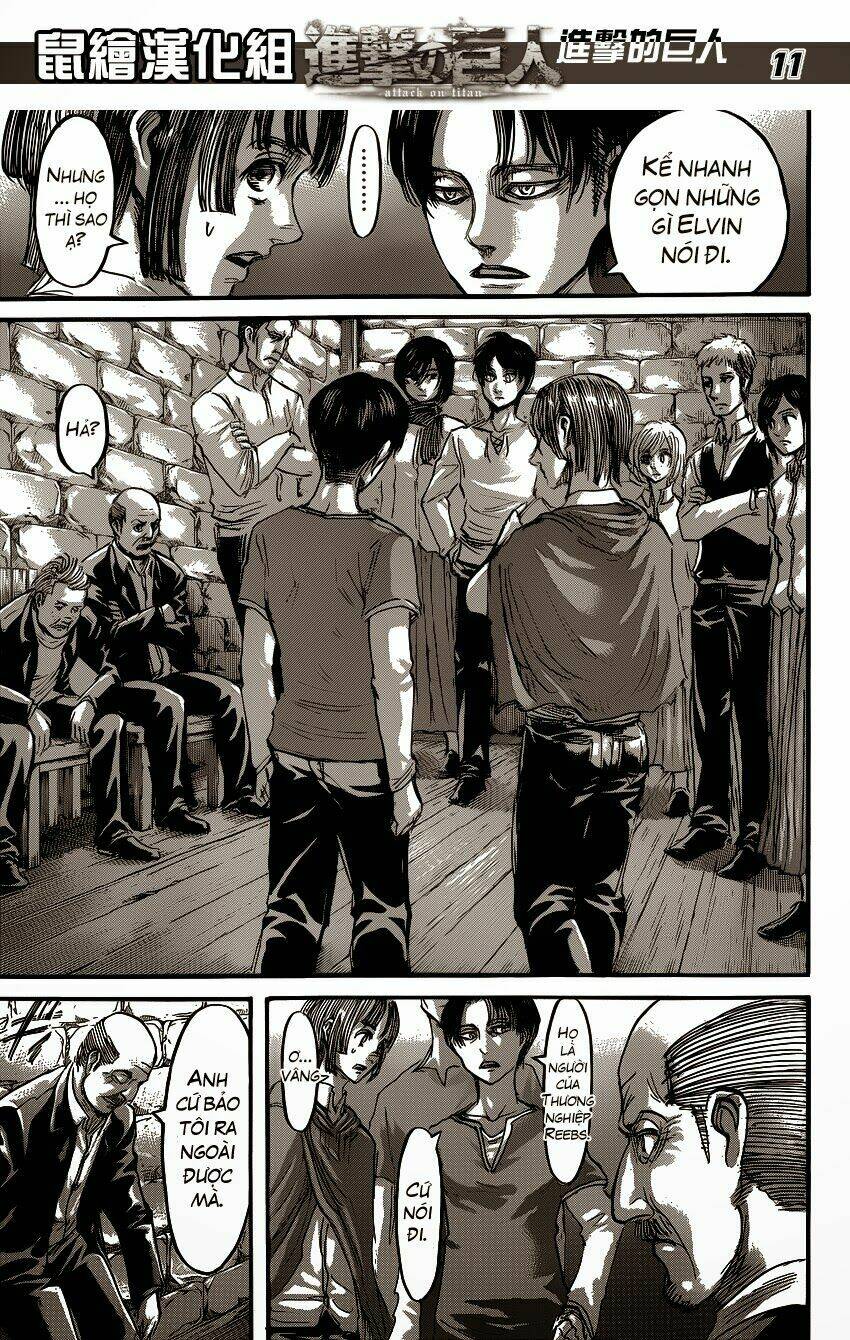 鼠繪漢化組
進撃の巨人
attack on titan
進擊的巨人
11
KỂ NHANH
GỌN NHỮNG
GÌ ELVIN
NÓI ĐI.
.........
NHƯNG
... HỌ
THÌ SAO
Ạ?
HẢ?
HỌ
LÀ
NGƯỜI
CỦA
THƯƠNG
NGHIỆP
REEBS.
Ơ...
VÂNG
CỨ
NÓI
ĐI.
ANH
CỨ BẢO
TÔI RA
NGOÀI
ĐƯỢC
MÀ.